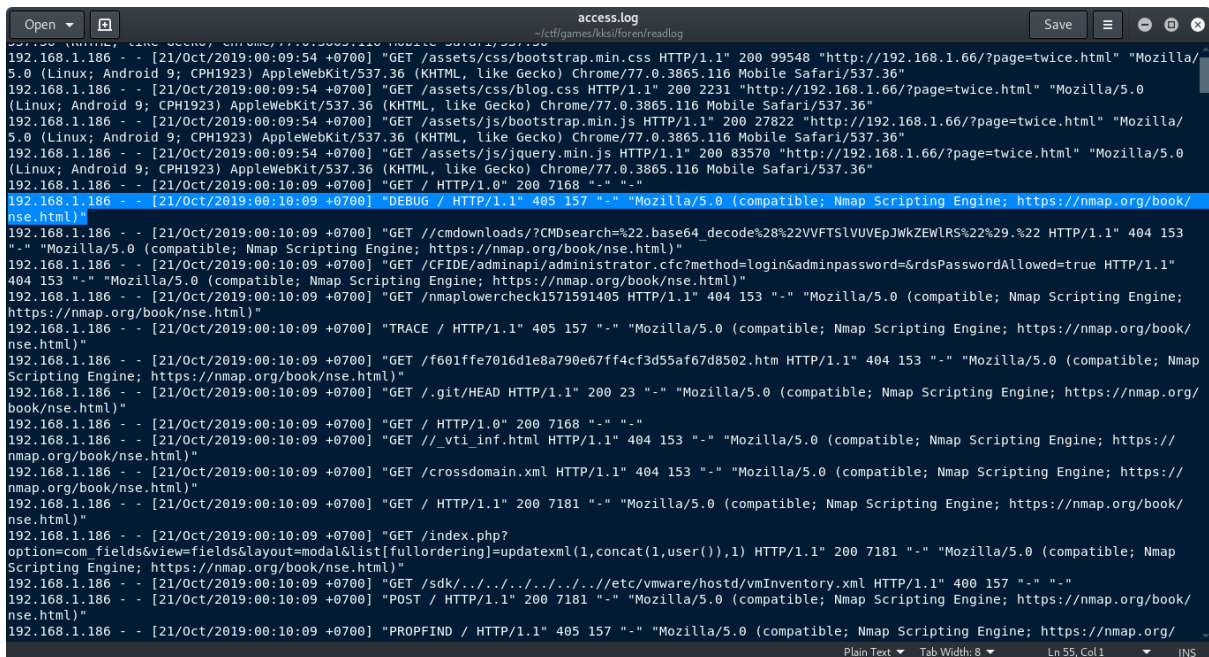 Open
access.log
~/ctf/games/kksi/foren/readlog
Save
537.36 (KHTML, like Gecko) Chrome/77.0.3865.116 Mobile Safari/537.36"
192.168.1.186 - - [21/Oct/2019:00:09:54 +0700] "GET /assets/css/bootstrap.min.css HTTP/1.1" 200 99548 "http://192.168.1.66/?page=twice.html" "Mozilla/
5.0 (Linux; Android 9; CPH1923) AppleWebKit/537.36 (KHTML, like Gecko) Chrome/77.0.3865.116 Mobile Safari/537.36"
192.168.1.186 - - [21/Oct/2019:00:09:54 +0700] "GET /assets/css/blog.css HTTP/1.1" 200 2231 "http://192.168.1.66/?page=twice.html" "Mozilla/5.0
(Linux; Android 9; CPH1923) AppleWebKit/537.36 (KHTML, like Gecko) Chrome/77.0.3865.116 Mobile Safari/537.36"
192.168.1.186 - - [21/Oct/2019:00:09:54 +0700] "GET /assets/js/bootstrap.min.js HTTP/1.1" 200 27822 "http://192.168.1.66/?page=twice.html" "Mozilla/
5.0 (Linux; Android 9; CPH1923) AppleWebKit/537.36 (KHTML, like Gecko) Chrome/77.0.3865.116 Mobile Safari/537.36"
192.168.1.186 - - [21/Oct/2019:00:09:54 +0700] "GET /assets/js/jquery.min.js HTTP/1.1" 200 83570 "http://192.168.1.66/?page=twice.html" "Mozilla/5.0
(Linux; Android 9; CPH1923) AppleWebKit/537.36 (KHTML, like Gecko) Chrome/77.0.3865.116 Mobile Safari/537.36"
192.168.1.186 - - [21/Oct/2019:00:10:09 +0700] "GET / HTTP/1.0" 200 7168 "-" "-"
192.168.1.186 - - [21/Oct/2019:00:10:09 +0700] "DEBUG / HTTP/1.1" 405 157 "-" "Mozilla/5.0 (compatible; Nmap Scripting Engine; https://nmap.org/book/
nse.html)"
192.168.1.186 - - [21/Oct/2019:00:10:09 +0700] "GET //cmdownloads/?CMDsearch=%22.base64_decode%28%22VVFTSlVUVEpJWkZEWlRS%22%29.%22 HTTP/1.1" 404 153
"-" "Mozilla/5.0 (compatible; Nmap Scripting Engine; https://nmap.org/book/nse.html)"
192.168.1.186 - - [21/Oct/2019:00:10:09 +0700] "GET /CFIDE/adminapi/administrator.cfc?method=login&adminpassword=&rdsPasswordAllowed=true HTTP/1.1"
404 153 "-" "Mozilla/5.0 (compatible; Nmap Scripting Engine; https://nmap.org/book/nse.html)"
192.168.1.186 - - [21/Oct/2019:00:10:09 +0700] "GET /nmaplowercheck1571591405 HTTP/1.1" 404 153 "-" "Mozilla/5.0 (compatible; Nmap Scripting Engine;
https://nmap.org/book/nse.html)"
192.168.1.186 - - [21/Oct/2019:00:10:09 +0700] "TRACE / HTTP/1.1" 405 157 "-" "Mozilla/5.0 (compatible; Nmap Scripting Engine; https://nmap.org/book/
nse.html)"
192.168.1.186 - - [21/Oct/2019:00:10:09 +0700] "GET /f601ffe7016d1e8a790e67ff4cf3d55af67d8502.htm HTTP/1.1" 404 153 "-" "Mozilla/5.0 (compatible; Nmap
Scripting Engine; https://nmap.org/book/nse.html)"
192.168.1.186 - - [21/Oct/2019:00:10:09 +0700] "GET /.git/HEAD HTTP/1.1" 200 23 "-" "Mozilla/5.0 (compatible; Nmap Scripting Engine; https://nmap.org/
book/nse.html)"
192.168.1.186 - - [21/Oct/2019:00:10:09 +0700] "GET / HTTP/1.0" 200 7168 "-" "-"
192.168.1.186 - - [21/Oct/2019:00:10:09 +0700] "GET //_vti_inf.html HTTP/1.1" 404 153 "-" "Mozilla/5.0 (compatible; Nmap Scripting Engine; https://
nmap.org/book/nse.html)"
192.168.1.186 - - [21/Oct/2019:00:10:09 +0700] "GET /crossdomain.xml HTTP/1.1" 404 153 "-" "Mozilla/5.0 (compatible; Nmap Scripting Engine; https://
nmap.org/book/nse.html)"
192.168.1.186 - - [21/Oct/2019:00:10:09 +0700] "GET / HTTP/1.1" 200 7181 "-" "Mozilla/5.0 (compatible; Nmap Scripting Engine; https://nmap.org/book/
nse.html)"
192.168.1.186 - - [21/Oct/2019:00:10:09 +0700] "GET /index.php?
option=com_fields&view=fields&layout=modal&list[fullordering]=updatexml(1,concat(1,user()),1) HTTP/1.1" 200 7181 "-" "Mozilla/5.0 (compatible; Nmap
Scripting Engine; https://nmap.org/book/nse.html)"
192.168.1.186 - - [21/Oct/2019:00:10:09 +0700] "GET /sdk/../../../../../..//etc/vmware/hostd/vmInventory.xml HTTP/1.1" 400 157 "-" "-"
192.168.1.186 - - [21/Oct/2019:00:10:09 +0700] "POST / HTTP/1.1" 200 7181 "-" "Mozilla/5.0 (compatible; Nmap Scripting Engine; https://nmap.org/book/
nse.html)"
192.168.1.186 - - [21/Oct/2019:00:10:09 +0700] "PROPFIND / HTTP/1.1" 405 157 "-" "Mozilla/5.0 (compatible; Nmap Scripting Engine; https://nmap.org/
Plain Text
Tab Width: 8
Ln 55, Col 1
INS